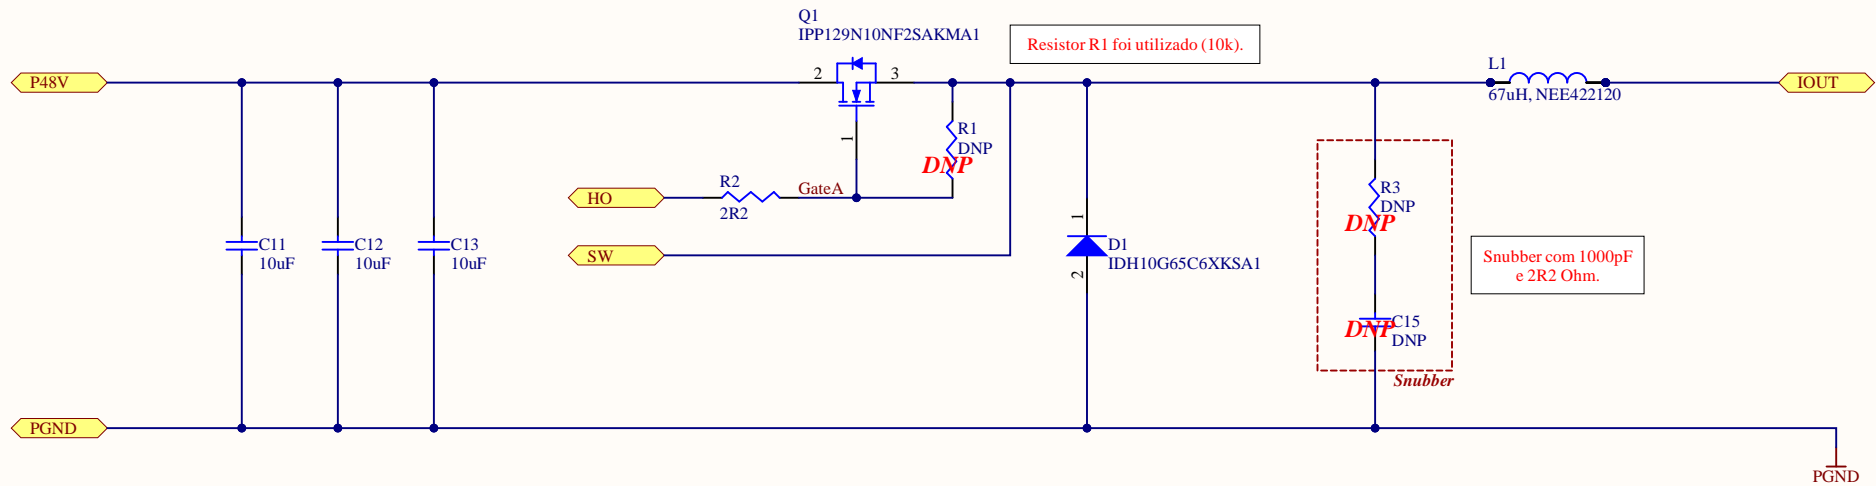 Q1
IPP129N10NF2SAKMA1
Resistor R1 foi utilizado (10k).
P48V
2
3
L1
67uH, NEE422120
IOUT
1
R1
DNP
DNP
HO
R2
2R2
GateA
SW
C11
10uF
C12
10uF
C13
10uF
1
D1
IDH10G65C6XKSA1
2
R3
DNP
DNP
Snubber com 1000pF
e 2R2 Ohm.
C15
DNP
DNP
Snubber
PGND
PGND